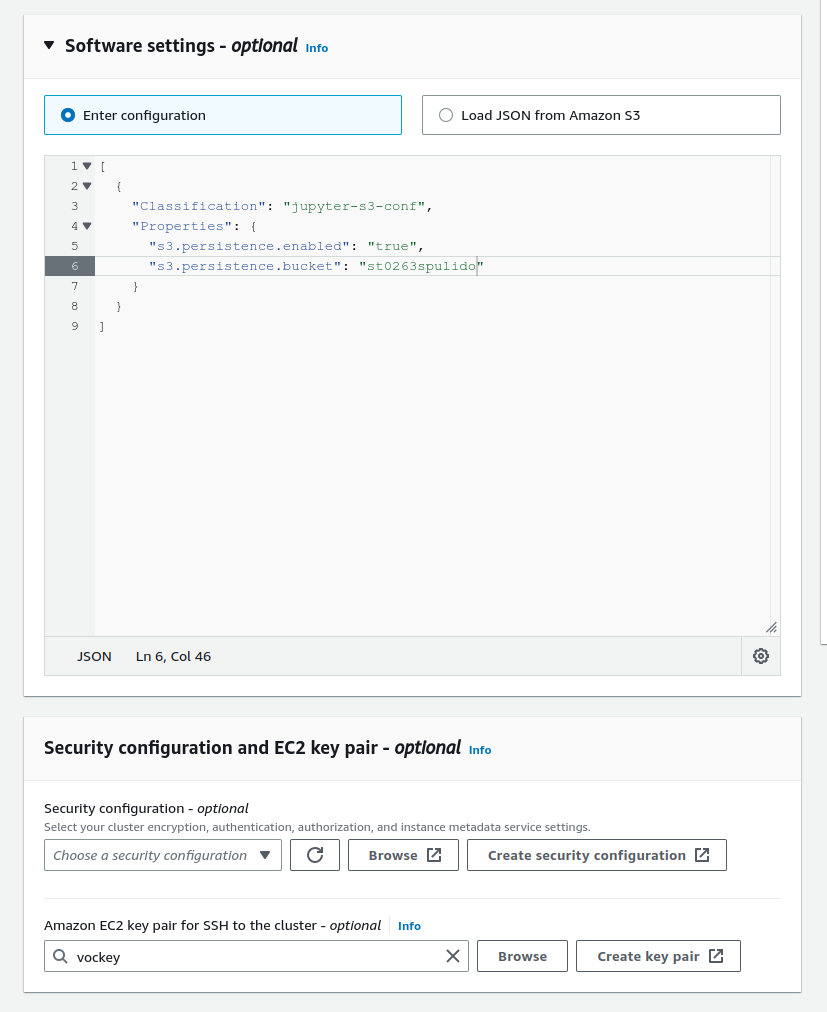 Software settings - optional Info
Enter configuration
Load JSON from Amazon S3
1 [
2 {
3 "Classification": "jupyter-s3-conf",
4 "Properties": {
5 "s3.persistence.enabled": "true",
6 "s3.persistence.bucket": "st0263spulido"
7 }
8 }
9 ]
JSON Ln 6, Col 46
Security configuration and EC2 key pair - optional Info
Security configuration - optional
Select your cluster encryption, authentication, authorization, and instance metadata service settings.
Choose a security configuration Browse Create security configuration
Amazon EC2 key pair for SSH to the cluster - optional Info
vockey Browse Create key pair